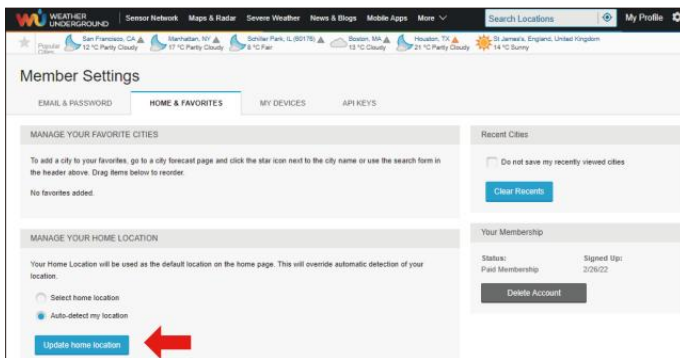 WEATHER
UNDERGROUND
Sensor Network Maps & Radar Severe Weather News & Blogs Mobile Apps More
Search Locations
My Profile
Popular
Cities
San Francisco, CA
12 °C Partly Cloudy
Manhattan, NY
17 °C Partly Cloudy
Schiller Park, IL (60176)
9 °C Fair
Boston, MA
13 °C Cloudy
Houston, TX
21 °C Partly Cloudy
St James's, England, United Kingdom
14 °C Sunny
Member Settings
EMAIL & PASSWORD HOME & FAVORITES MY DEVICES API KEYS
MANAGE YOUR FAVORITE CITIES
To add a city to your favorites, go to a city forecast page and click the star icon next to the city name or use the search form in
the header above. Drag items below to reorder.
No favorites added.
MANAGE YOUR HOME LOCATION
Your Home Location will be used as the default location on the home page. This will override automatic detection of your
location.
Select home location
Auto-detect my location
Update home location
Recent Cities
Do not save my recently viewed cities
Clear Recents
Your Membership
Status: Signed Up:
Paid Membership 2/26/22
Delete Account